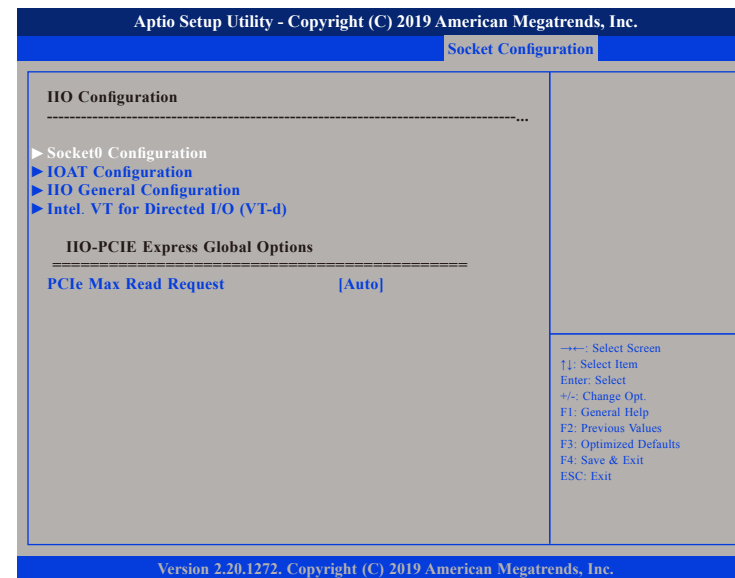 Aptio Setup Utility - Copyright (C) 2019 American Megatrends, Inc.
Socket Configuration
IIO Configuration
--------------------------------------------------------------------------------...
► Socket0 Configuration
► IOAT Configuration
► IIO General Configuration
► Intel. VT for Directed I/O (VT-d)
IIO-PCIE Express Global Options
============================================
PCIe Max Read Request [Auto]
→←: Select Screen
↑↓: Select Item
Enter: Select
+/-: Change Opt.
F1: General Help
F2: Previous Values
F3: Optimized Defaults
F4: Save & Exit
ESC: Exit
Version 2.20.1272. Copyright (C) 2019 American Megatrends, Inc.